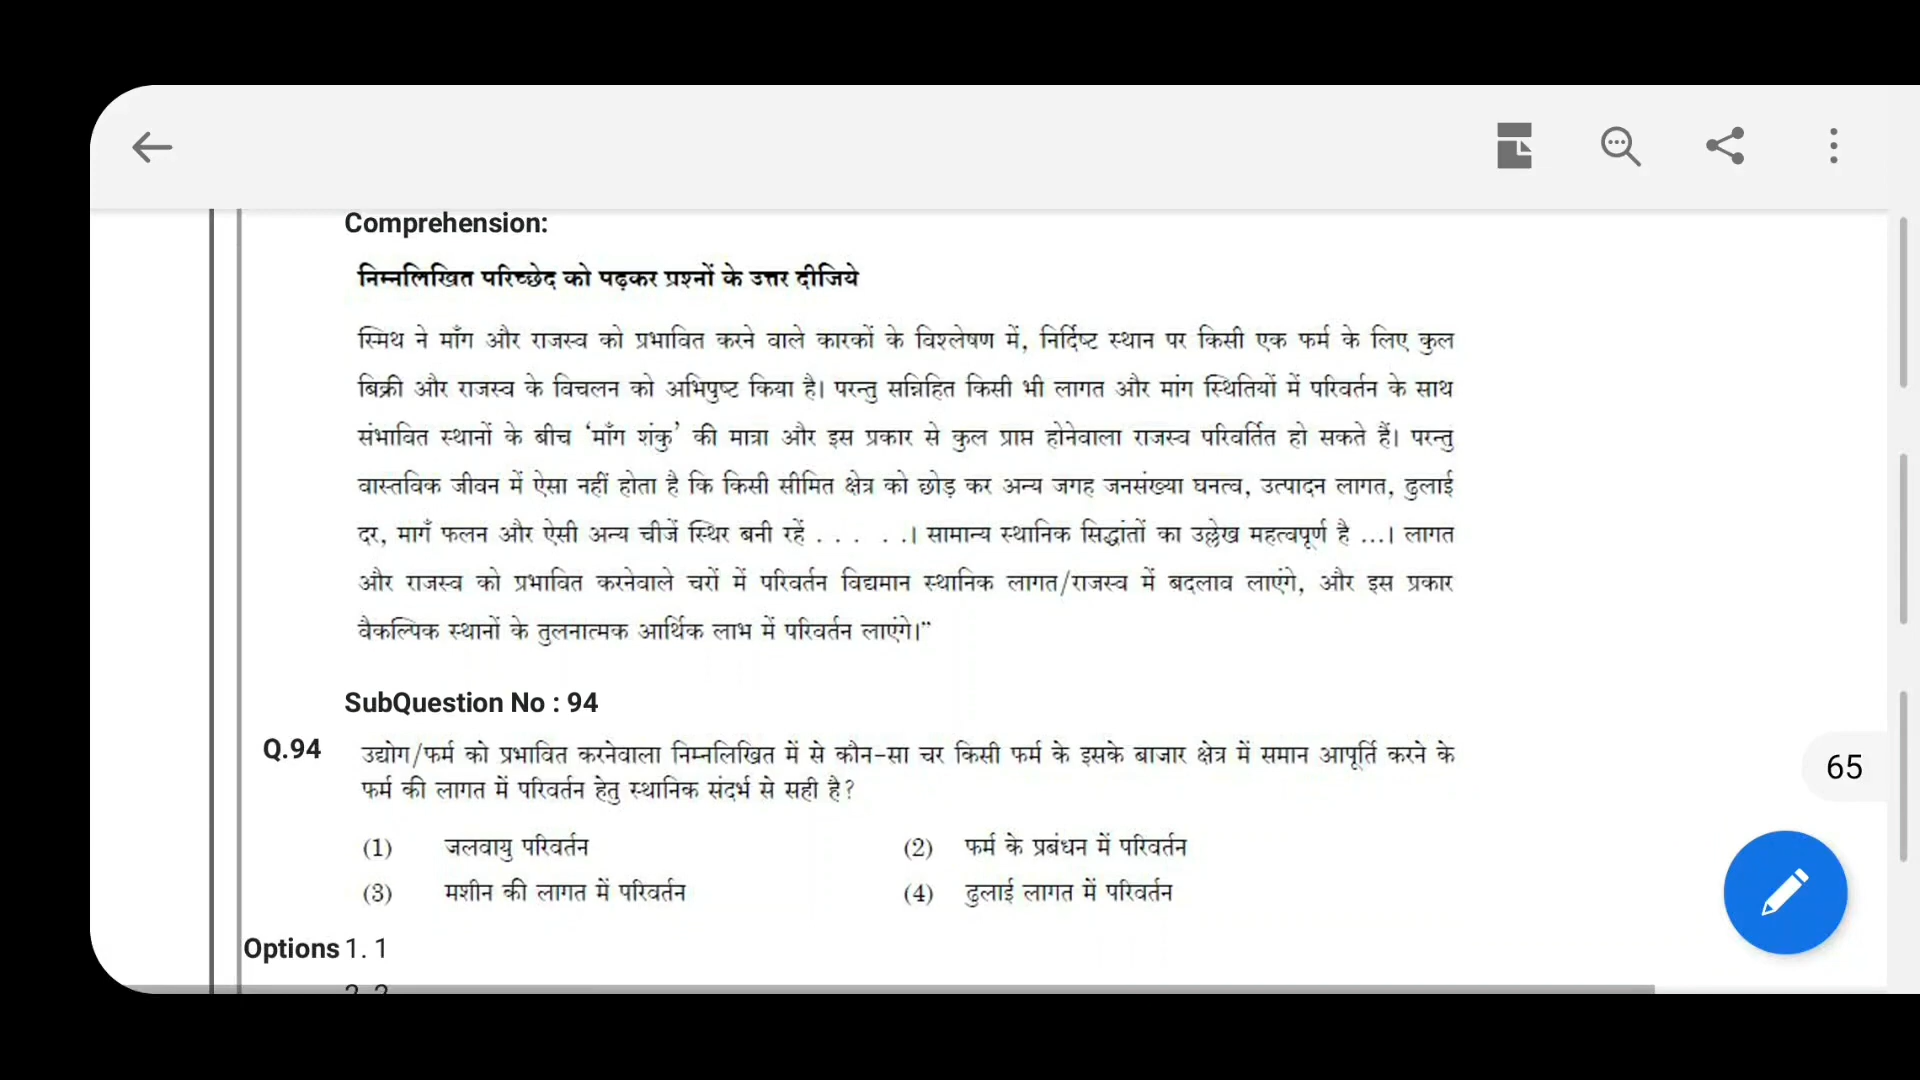 Comprehension:
निम्नलिखित परिच्छेद को पढ़कर प्रश्नों के उत्तर दीजिये
स्मिथ ने माँग और राजस्व को प्रभावित करने वाले कारकों के विश्लेषण में, निर्दिष्ट स्थान पर किसी एक फर्म के लिए कुल
बिक्री और राजस्व के विचलन को अभिपुष्ट किया है। परन्तु सन्निहित किसी भी लागत और मांग स्थितियों में परिवर्तन के साथ
संभावित स्थानों के बीच ‘माँग शंकु’ की मात्रा और इस प्रकार से कुल प्राप्त होनेवाला राजस्व परिवर्तित हो सकते हैं। परन्तु
वास्तविक जीवन में ऐसा नहीं होता है कि किसी सीमित क्षेत्र को छोड़ कर अन्य जगह जनसंख्या घनत्व, उत्पादन लागत, ढुलाई
दर, मागँ फलन और ऐसी अन्य चीजें स्थिर बनी रहें . . . . .। सामान्य स्थानिक सिद्धांतों का उल्लेख महत्वपूर्ण है ...। लागत
और राजस्व को प्रभावित करनेवाले चरों में परिवर्तन विद्यमान स्थानिक लागत/राजस्व में बदलाव लाएंगे, और इस प्रकार
वैकल्पिक स्थानों के तुलनात्मक आर्थिक लाभ में परिवर्तन लाएंगे।”
SubQuestion No : 94
Q.94 उद्योग/फर्म को प्रभावित करनेवाला निम्नलिखित में से कौन-सा चर किसी फर्म के इसके बाजार क्षेत्र में समान आपूर्ति करने के
फर्म की लागत में परिवर्तन हेतु स्थानिक संदर्भ से सही है?
(1) जलवायु परिवर्तन (2) फर्म के प्रबंधन में परिवर्तन
(3) मशीन की लागत में परिवर्तन (4) ढुलाई लागत में परिवर्तन
Options 1. 1
2. 2
65